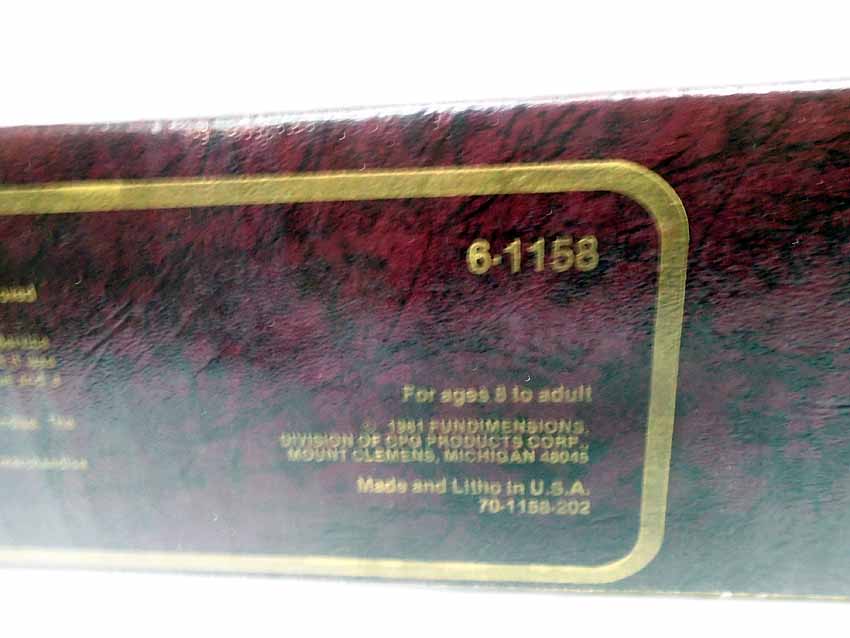 6-1158
For ages 8 to adult
© 1981 FUNDIMENSIONS,
DIVISION OF CPG PRODUCTS CORP.,
MOUNT CLEMENS, MICHIGAN 48045
Made and Litho in U.S.A.
70-1158-202